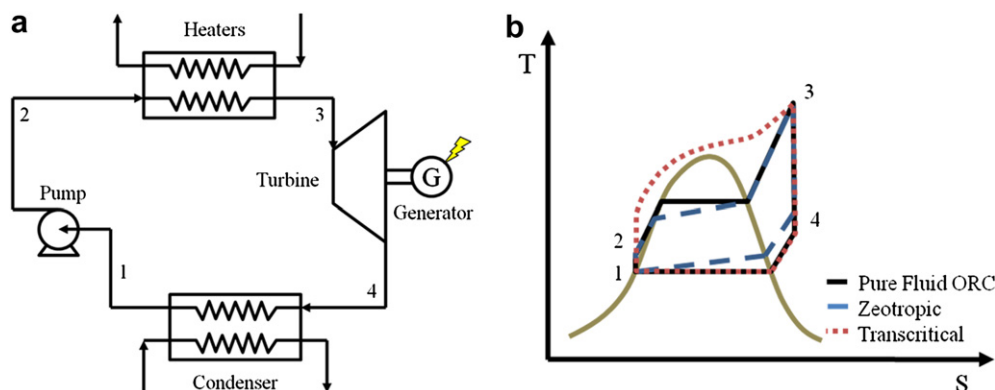 a
Heaters
2
3
Turbine
G
Generator
Pump
1
4
Condenser
b
T
3
2
4
1
Pure Fluid ORC
Zeotropic
Transcritical
S